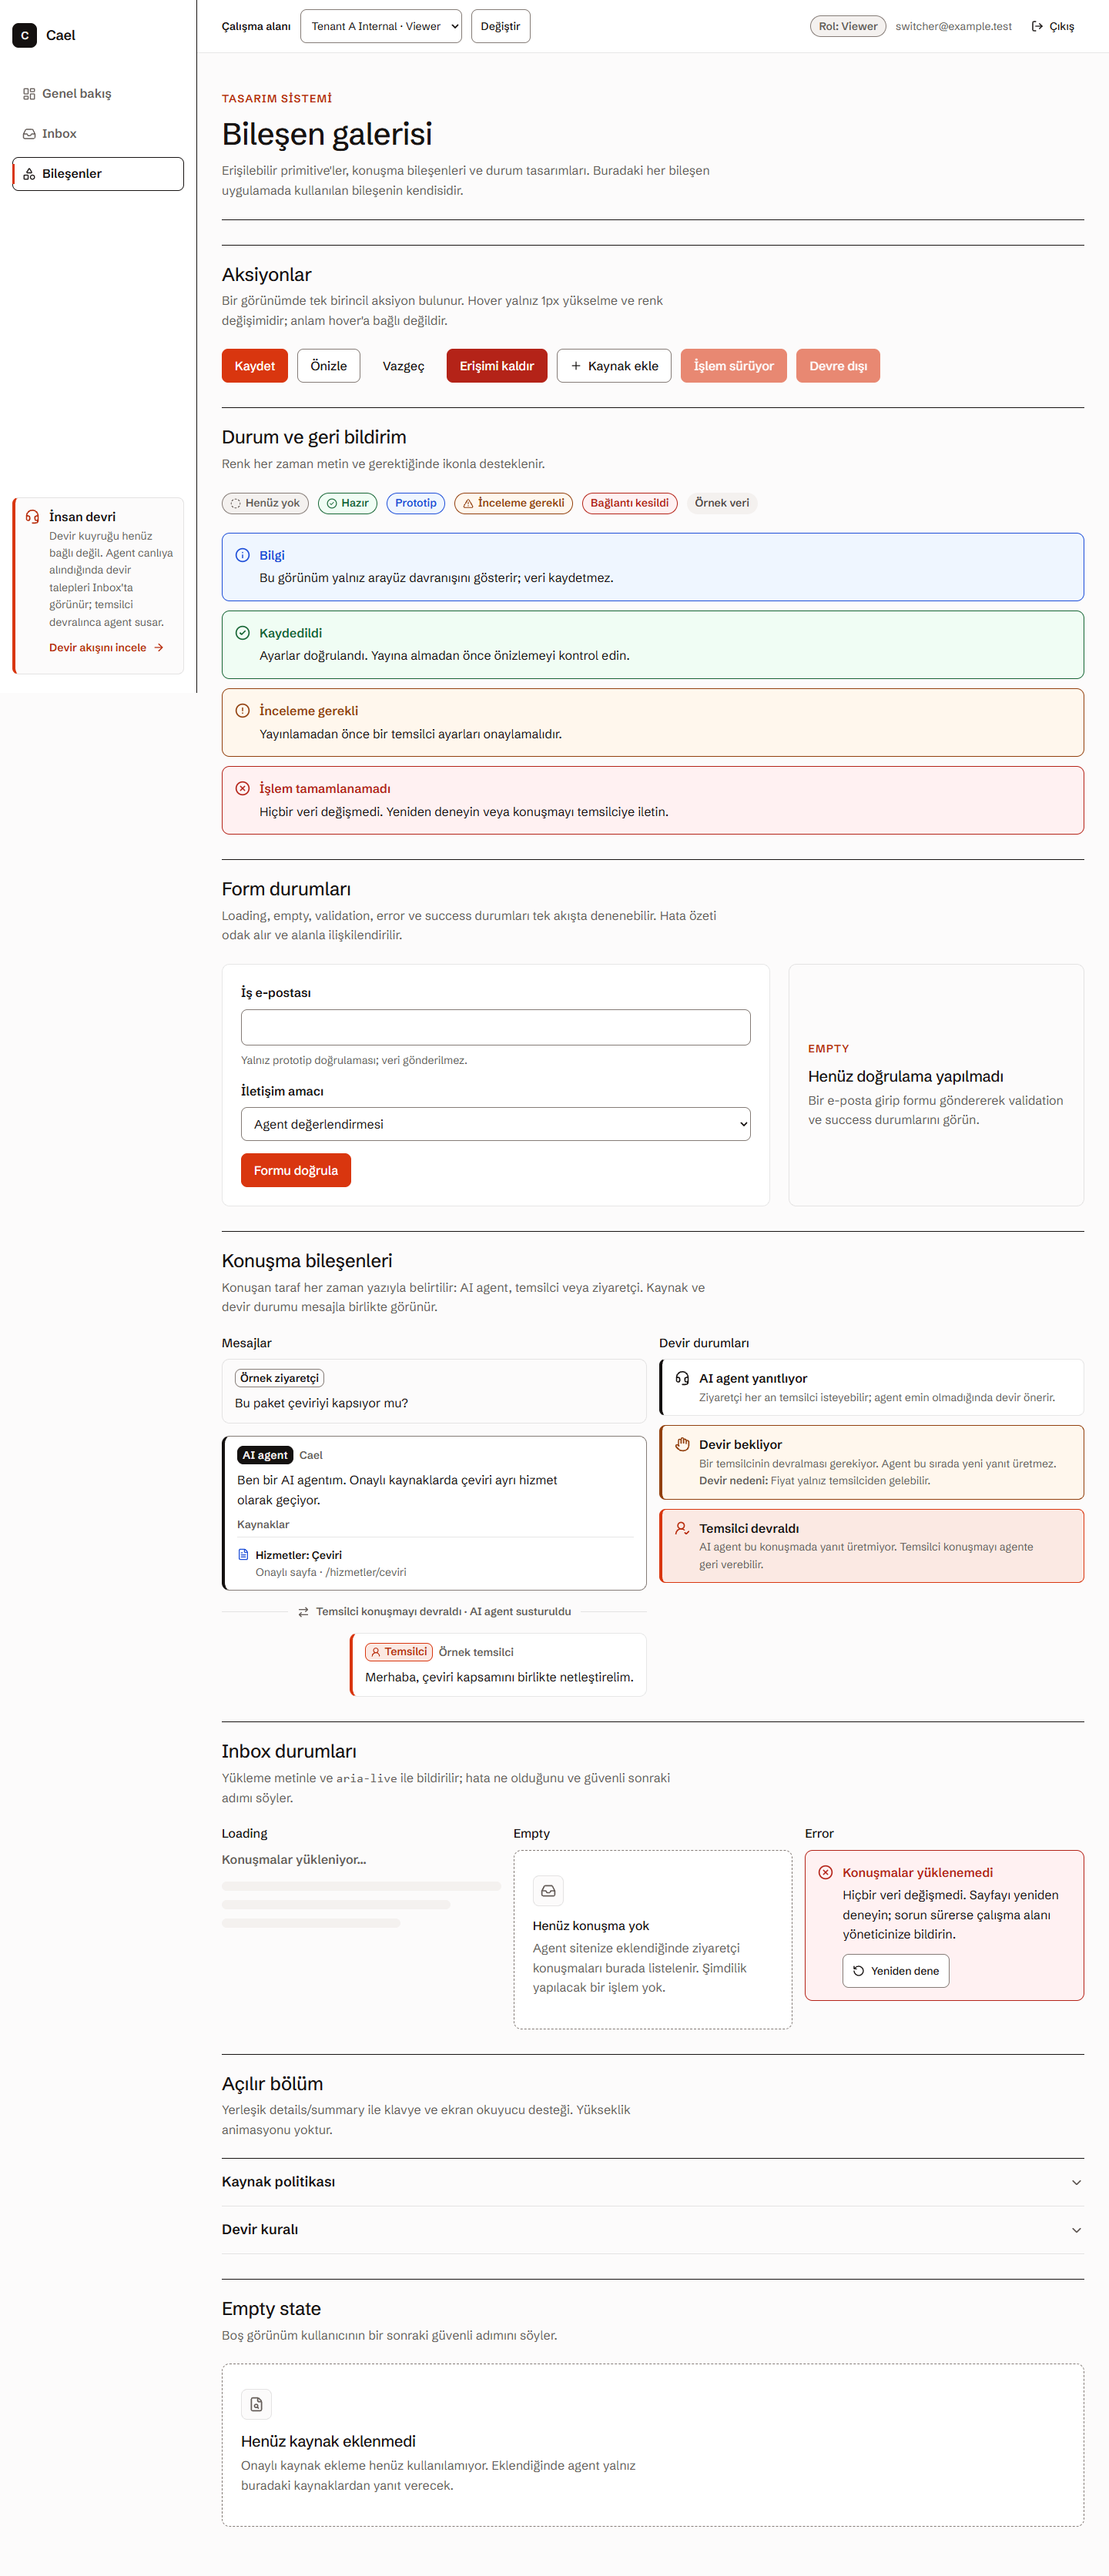 C Cael
Genel bakış
Inbox
Bileşenler
İnsan devri
Devir kuyruğu henüz
bağlı değil. Agent canlıya
alındığında devir
talepleri Inbox'ta
görünür; temsilci
devralınca agent susar.
Devir akışını incele
Çalışma alanı
Tenant A Internal · Viewer
Değiştir
Rol: Viewer
switcher@example.test
Çıkış
TASARIM SİSTEMİ
Bileşen galerisi
Erişilebilir primitive'ler, konuşma bileşenleri ve durum tasarımları. Buradaki her bileşen
uygulamada kullanılan bileşenin kendisidir.
Aksiyonlar
Bir görünümde tek birincil aksiyon bulunur. Hover yalnız 1px yükselme ve renk
değişimidir; anlam hover'a bağlı değildir.
Kaydet
Önizle
Vazgeç
Erişimi kaldır
Kaynak ekle
İşlem sürüyor
Devre dışı
Durum ve geri bildirim
Renk her zaman metin ve gerektiğinde ikonla desteklenir.
Henüz yok
Hazır
Prototip
İnceleme gerekli
Bağlantı kesildi
Örnek veri
Bilgi
Bu görünüm yalnız arayüz davranışını gösterir; veri kaydetmez.
Kaydedildi
Ayarlar doğrulandı. Yayına almadan önce önizlemeyi kontrol edin.
İnceleme gerekli
Yayınlamadan önce bir temsilci ayarları onaylamalıdır.
İşlem tamamlanamadı
Hiçbir veri değişmedi. Yeniden deneyin veya konuşmayı temsilciye iletin.
Form durumları
Loading, empty, validation, error ve success durumları tek akışta denenebilir. Hata özeti
odak alır ve alanla ilişkilendirilir.
İş e-postası
Yalnız prototip doğrulaması; veri gönderilmez.
İletişim amacı
Agent değerlendirmesi
Formu doğrula
EMPTY
Henüz doğrulama yapılmadı
Bir e-posta girip formu göndererek validation
ve success durumlarını görün.
Konuşma bileşenleri
Konuşan taraf her zaman yazıyla belirtilir: AI agent, temsilci veya ziyaretçi. Kaynak ve
devir durumu mesajla birlikte görünür.
Mesajlar
Örnek ziyaretçi
Bu paket çeviriyi kapsıyor mu?
AI agent Cael
Ben bir AI agentım. Onaylı kaynaklarda çeviri ayrı hizmet
olarak geçiyor.
Kaynaklar
Hizmetler: Çeviri
Onaylı sayfa · /hizmetler/ceviri
Temsilci konuşmayı devraldı · AI agent susturuldu
Temsilci Örnek temsilci
Merhaba, çeviri kapsamını birlikte netleştirelim.
Devir durumları
AI agent yanıtlıyor
Ziyaretçi her an temsilci isteyebilir; agent emin olmadığında devir önerir.
Devir bekliyor
Bir temsilcinin devralması gerekiyor. Agent bu sırada yeni yanıt üretmez.
Devir nedeni: Fiyat yalnız temsilciden gelebilir.
Temsilci devraldı
AI agent bu konuşmada yanıt üretmiyor. Temsilci konuşmayı agente
geri verebilir.
Inbox durumları
Yükleme metinle ve aria-live ile bildirilir; hata ne olduğunu ve güvenli sonraki
adımı söyler.
Loading
Konuşmalar yükleniyor...
Empty
Henüz konuşma yok
Agent sitenize eklendiğinde ziyaretçi
konuşmaları burada listelenir. Şimdilik
yapılacak bir işlem yok.
Error
Konuşmalar yüklenemedi
Hiçbir veri değişmedi. Sayfayı yeniden
deneyin; sorun sürerse çalışma alanı
yöneticinize bildirin.
Yeniden dene
Açılır bölüm
Yerleşik details/summary ile klavye ve ekran okuyucu desteği. Yükseklik
animasyonu yoktur.
Kaynak politikası
Devir kuralı
Empty state
Boş görünüm kullanıcının bir sonraki güvenli adımını söyler.
Henüz kaynak eklenmedi
Onaylı kaynak ekleme henüz kullanılamıyor. Eklendiğinde agent yalnız
buradaki kaynaklardan yanıt verecek.